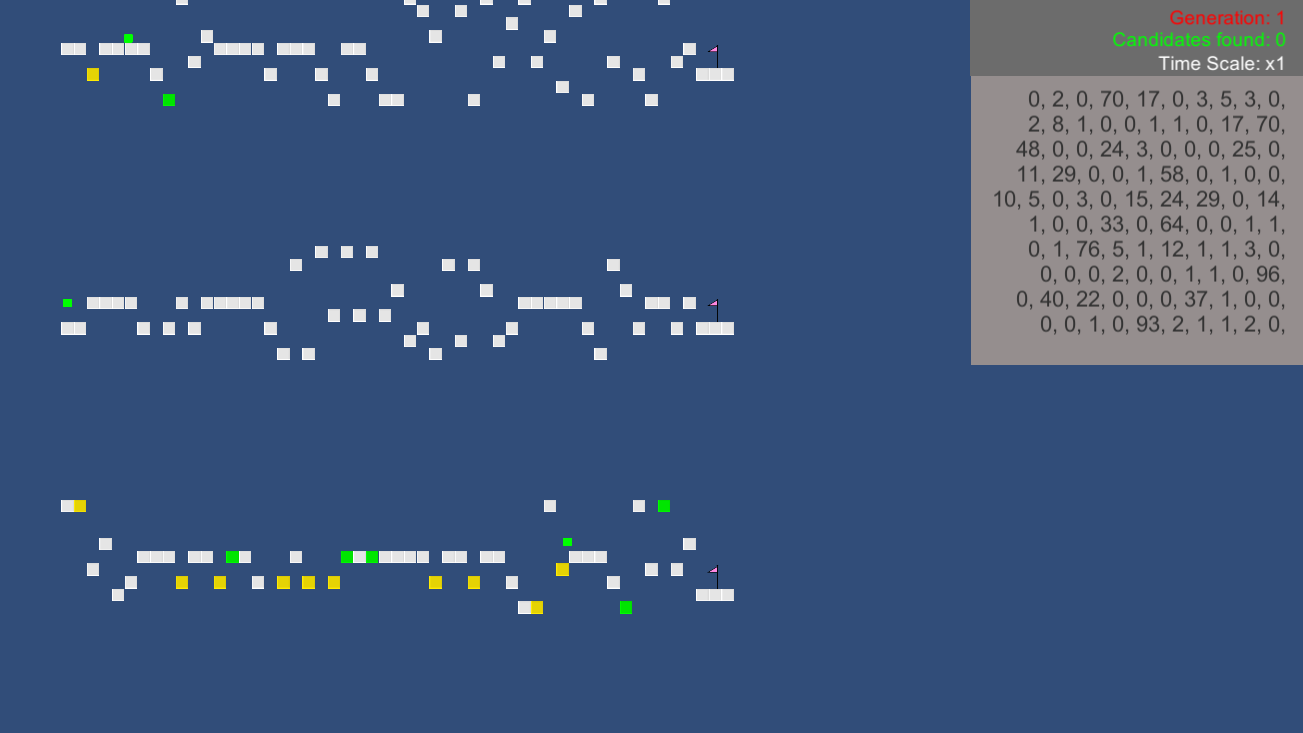 Generation: 1
Candidates found: 0
Time Scale: x1
0, 2, 0, 70, 17, 0, 3, 5, 3, 0,
2, 8, 1, 0, 0, 1, 1, 0, 17, 70,
48, 0, 0, 24, 3, 0, 0, 0, 25, 0,
11, 29, 0, 0, 1, 58, 0, 1, 0, 0,
10, 5, 0, 3, 0, 15, 24, 29, 0, 14,
1, 0, 0, 33, 0, 64, 0, 0, 1, 1,
0, 1, 76, 5, 1, 12, 1, 1, 3, 0,
0, 0, 0, 2, 0, 0, 1, 1, 0, 96,
0, 40, 22, 0, 0, 0, 37, 1, 0, 0,
0, 0, 1, 0, 93, 2, 1, 1, 2, 0,